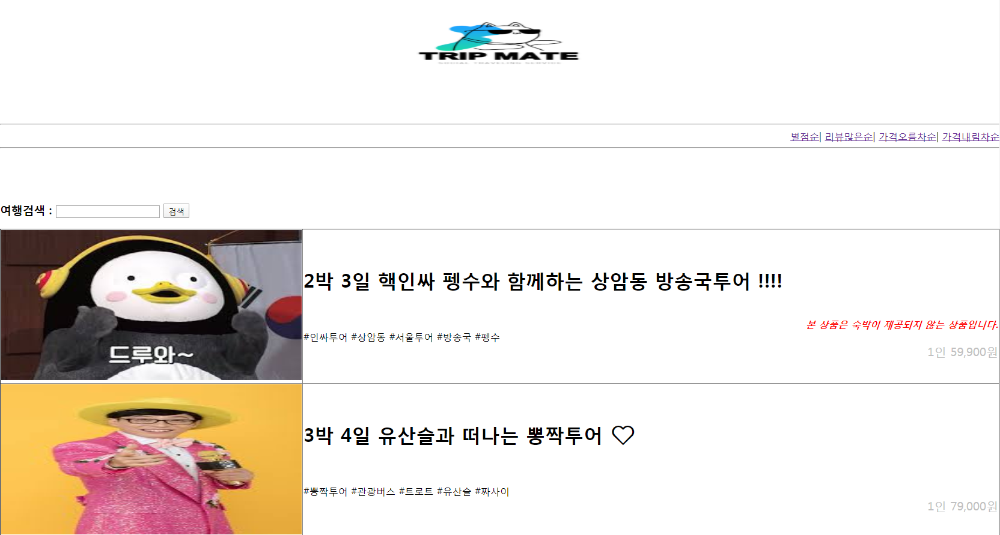 TRIP MATE
SOCIAL TRAVELING SERVICE
별점순| 리뷰많은순| 가격오름차순| 가격내림차순
여행검색 : 검색
드루와~
2박 3일 핵인싸 펭수와 함께하는 상암동 방송국투어 !!!!
본 상품은 숙박이 제공되지 않는 상품입니다.
#인싸투어 #상암동 #서울투어 #방송국 #펭수
1인 59,900원
3박 4일 유산슬과 떠나는 뽕짝투어 ♡
#뽕짝투어 #관광버스 #트로트 #유산슬 #짜사이
1인 79,000원